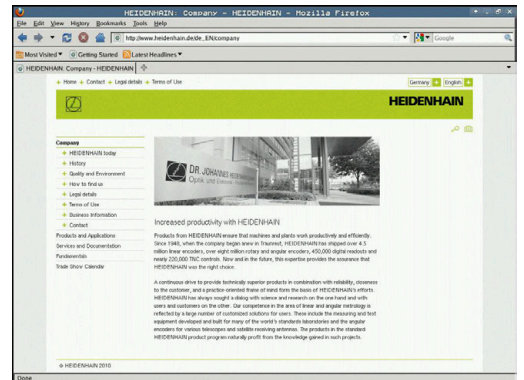 HEIDENHAIN: Company - HEIDENHAIN - Mozilla Firefox
File Edit View History Bookmarks Tools Help
http://www.heidenhain.de/de_EN/company
Google
Most Visited Getting Started Latest Headlines
HEIDENHAIN: Company - HEIDENHAIN
Home Contact Legal details Terms of Use
Germany English
HEIDENHAIN
Company
HEIDENHAIN today
History
Quality and Environment
How to find us
Legal details
Terms of Use
Business Information
Contact
Products and Applications
Services and Documentation
Fundamentals
Trade Show Calendar
DR. JOHANNES HEIDENHAIN
Optik und Elektronik
Increased productivity with HEIDENHAIN
Products from HEIDENHAIN ensure that machines and plants work productively and efficiently.
Since 1948, when the company began anew in Traunreut, HEIDENHAIN has shipped over 4.5
million linear encoders, over eight million rotary and angular encoders, 450,000 digital readouts and
nearly 220,000 TNC controls. Now and in the future, this expertise provides the assurance that
HEIDENHAIN was the right choice.
A continuous drive to provide technically superior products in combination with reliability, closeness
to the customer, and a practice-oriented frame of mind form the basis of HEIDENHAIN's efforts.
HEIDENHAIN has always sought a dialog with science and research on the one hand and with
users and customers on the other. Our competence in the area of linear and angular metrology is
reflected by a large number of customized solutions for users. These include the measuring and test
equipment developed and built for many of the world's standards laboratories and the angular
encoders for various telescopes and satellite receiving antennas. The products in the standard
HEIDENHAIN product program naturally profit from the knowledge gained in such projects.
© HEIDENHAIN 2010
Done